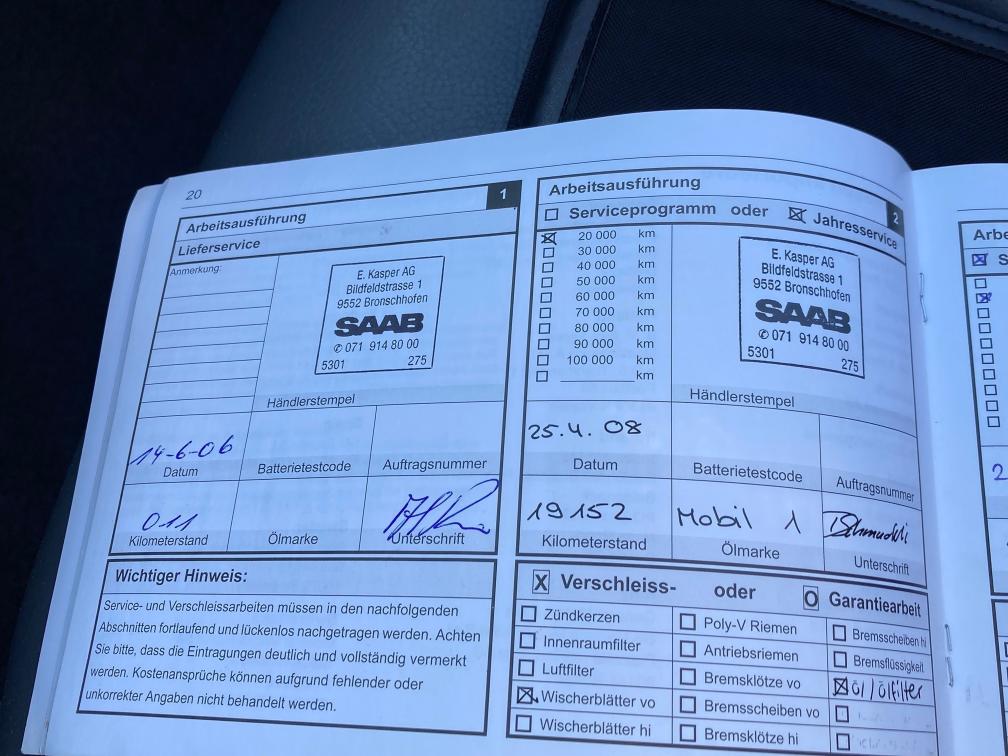 20
1
Arbeitsausführung
Lieferservice
Anmerkung:
E. Kasper AG
Bildfeldstrasse 1
9552 Bronschhofen
SAAB
✆ 071 914 80 00
5301 275
Händlerstempel
14-6-06
Datum Batterietestcode Auftragsnummer
011
Kilometerstand Ölmarke Unterschrift
Wichtiger Hinweis:
Service- und Verschleissarbeiten müssen in den nachfolgenden
Abschnitten fortlaufend und lückenlos nachgetragen werden. Achten
Sie bitte, dass die Eintragungen deutlich und vollständig vermerkt
werden. Kostenansprüche können aufgrund fehlender oder
unkorrekter Angaben nicht behandelt werden.
Arbeitsausführung
2
Serviceprogramm oder Jahresservice
20 000 km
30 000 km
40 000 km
50 000 km
60 000 km
70 000 km
80 000 km
90 000 km
100 000 km
km
E. Kasper AG
Bildfeldstrasse 1
9552 Bronschhofen
SAAB
✆ 071 914 80 00
5301 275
Händlerstempel
25.4.08
Datum Batterietestcode Auftragsnummer
19152 Mobil 1
Kilometerstand Ölmarke Unterschrift
X Verschleiss- oder O Garantiearbeit
Zündkerzen Poly-V Riemen Bremsscheiben hi
Innenraumfilter Antriebsriemen Bremsflüssigkeit
Luftfilter Bremsklötze vo Öl/Ölfilter
Wischerblätter vo Bremsscheiben vo
Wischerblätter hi Bremsklötze hi
Arbe
S
2